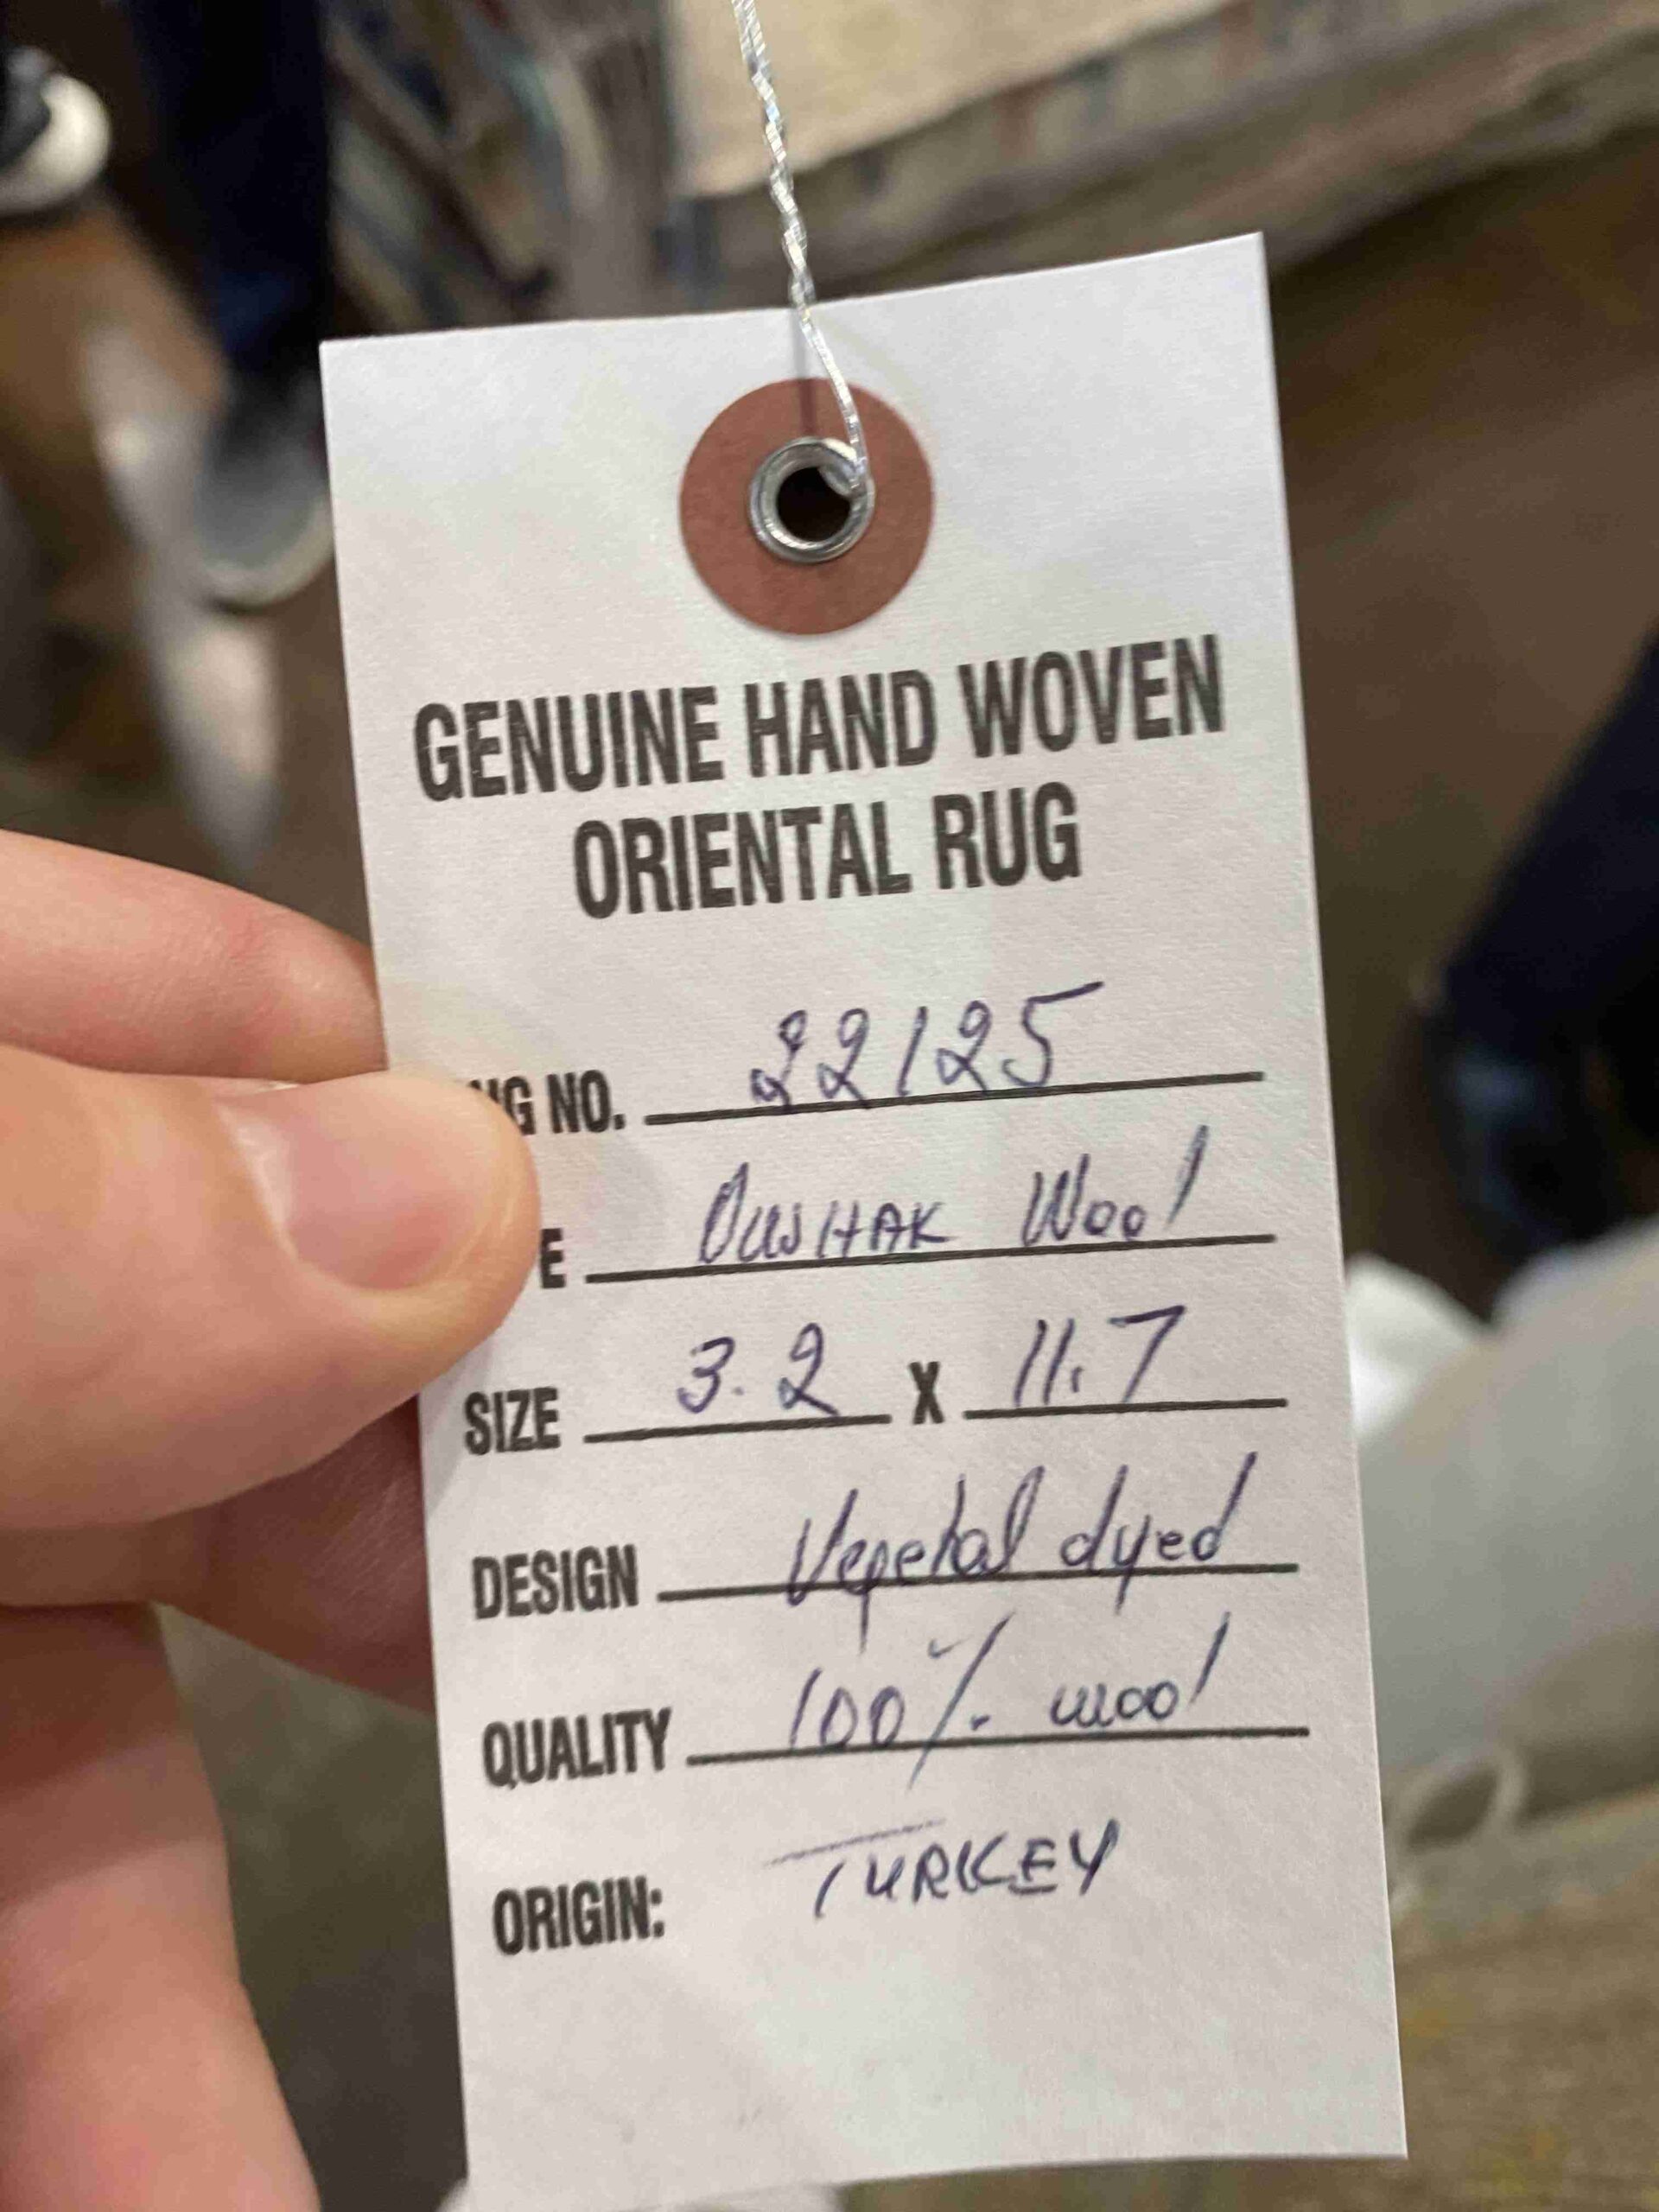 GENUINE HAND WOVEN
ORIENTAL RUG
UG NO. 22125
E OUSHAK Wool
SIZE 3.2 X 11.7
DESIGN Vegetal dyed
QUALITY 100% wool
ORIGIN: TURKEY